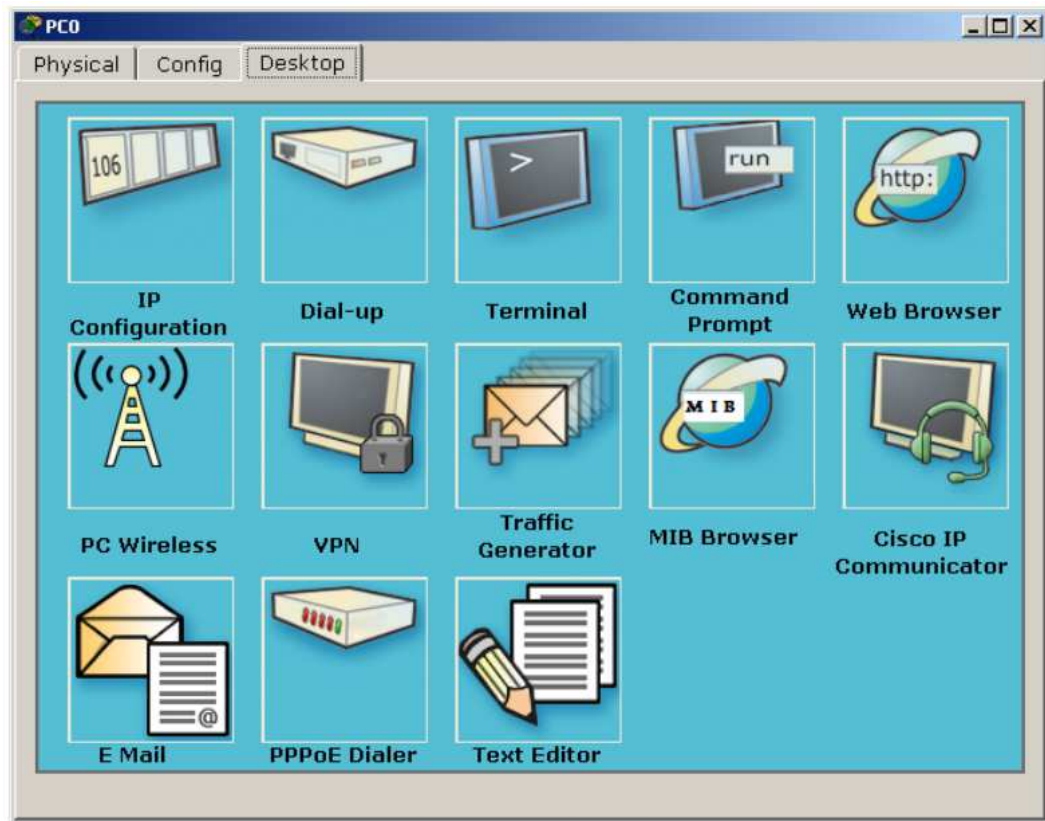 PC0
Physical Config Desktop
106
>
run
http:
IP
Configuration
Dial-up
Terminal
Command
Prompt
Web Browser
MIB
PC Wireless
VPN
Traffic
Generator
MIB Browser
Cisco IP
Communicator
@
E Mail
PPPoE Dialer
Text Editor